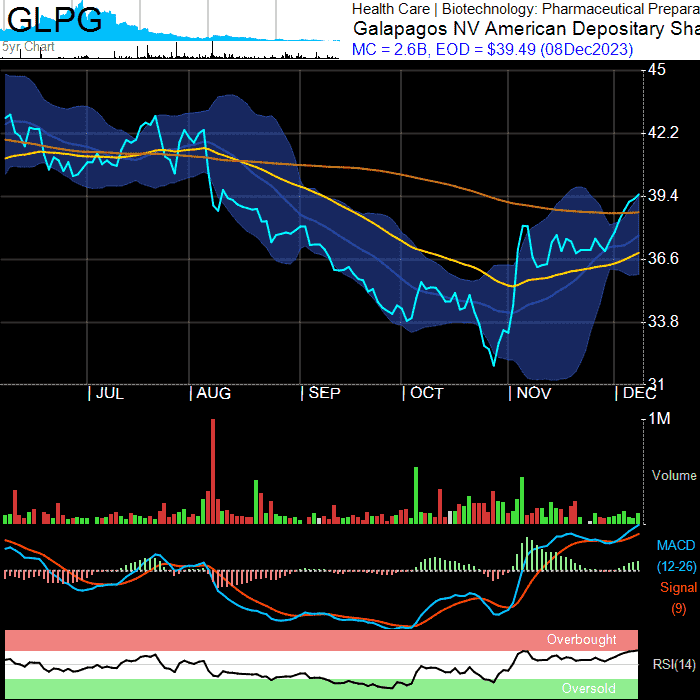 GLPG
5yr. Chart
Health Care | Biotechnology: Pharmaceutical Prepara
Galapagos NV American Depositary Sha
MC = 2.6B, EOD = $39.49 (08Dec2023)
45
42.2
39.4
36.6
33.8
31
JUL AUG SEP OCT NOV DEC
1M
Volume
MACD
(12-26)
Signal
(9)
Overbought
RSI(14)
Oversold